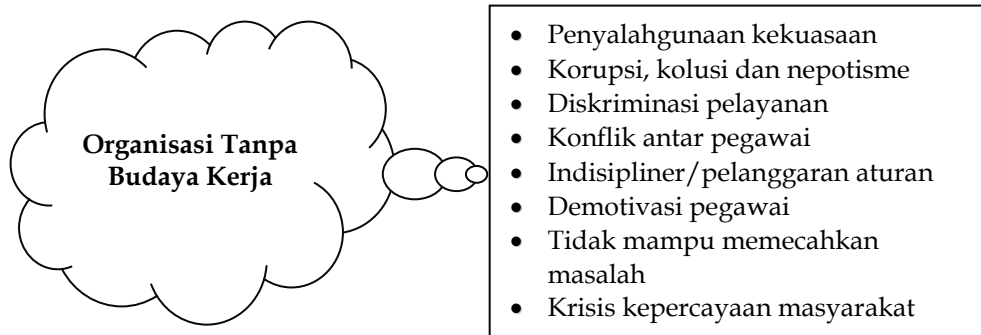 Organisasi Tanpa
Budaya Kerja
• Penyalahgunaan kekuasaan
• Korupsi, kolusi dan nepotisme
• Diskriminasi pelayanan
• Konflik antar pegawai
• Indisipliner/pelanggaran aturan
• Demotivasi pegawai
• Tidak mampu memecahkan
masalah
• Krisis kepercayaan masyarakat